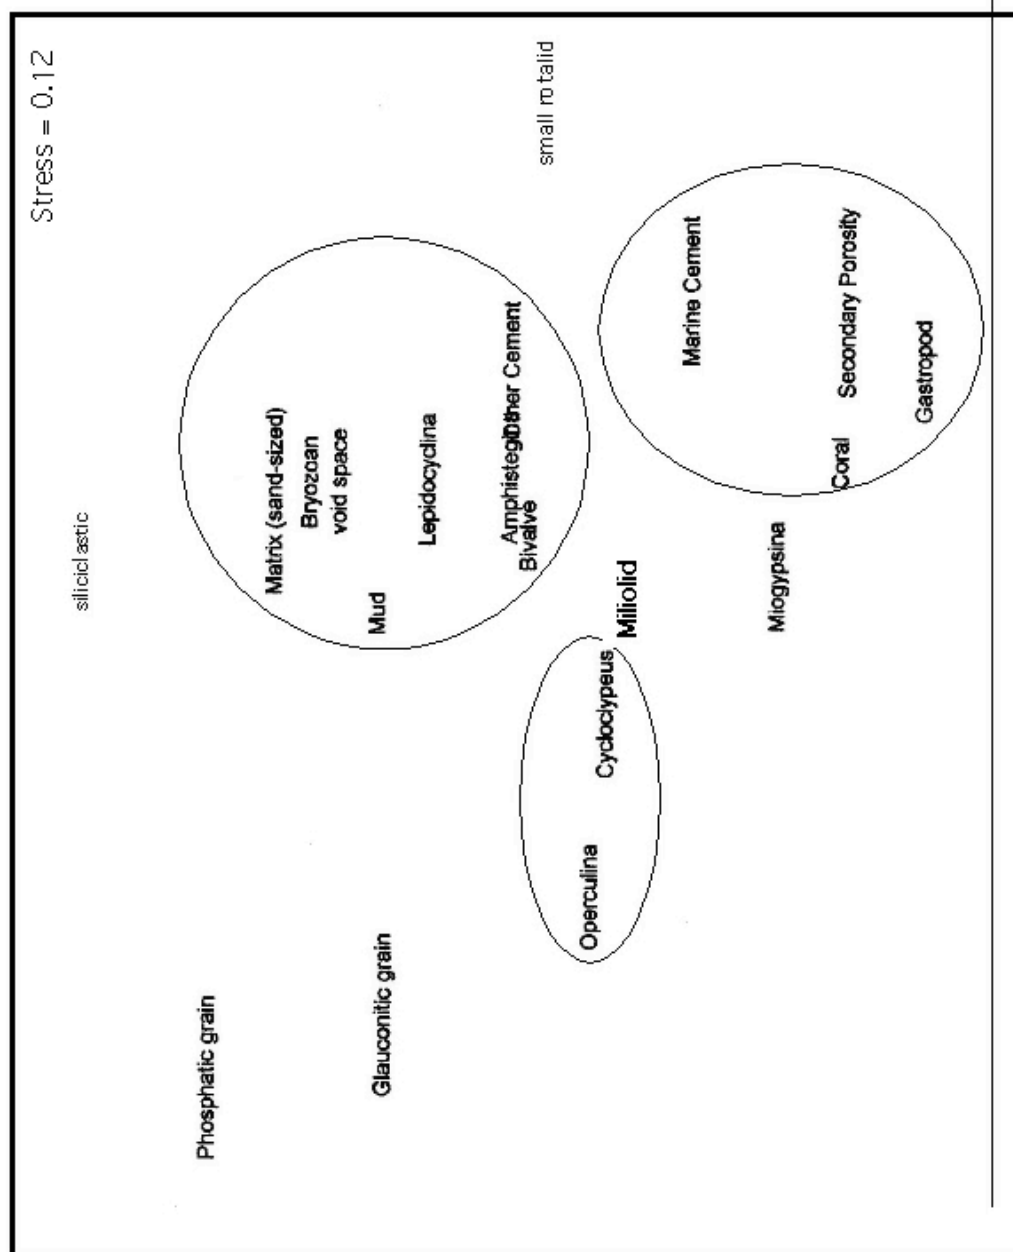 Stress = 0.12
siliciclastic
Phosphatic grain
Matrix (sand-sized)
Bryozoan
void space
Mud
Glauconitic grain
Lepidocyclina
Amphistegina Other Cement
Bivalve
small rotalid
Operculina
Cycloclypeus
Miliolid
Marine Cement
Miogypsina
Coral
Secondary Porosity
Gastropod